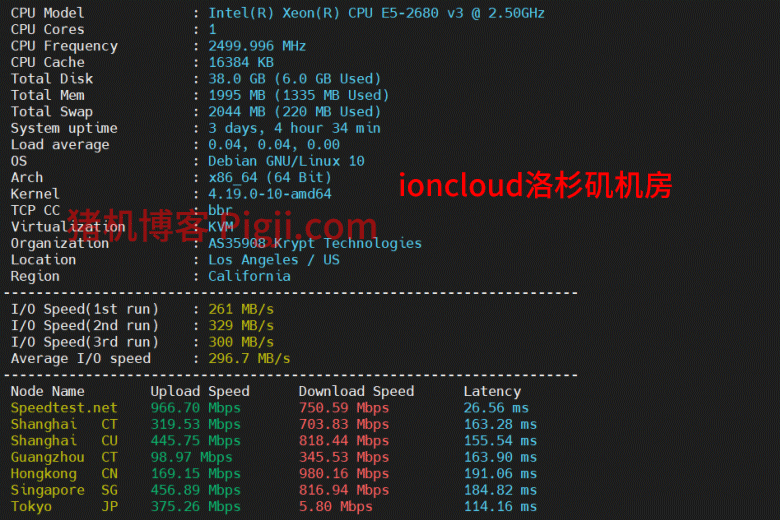 CPU Model : Intel(R) Xeon(R) CPU E5-2680 v3 @ 2.50GHz
CPU Cores : 1
CPU Frequency : 2499.996 MHz
CPU Cache : 16384 KB
Total Disk : 38.0 GB (6.0 GB Used)
Total Mem : 1995 MB (1335 MB Used)
Total Swap : 2044 MB (220 MB Used)
System uptime : 3 days, 4 hour 34 min
Load average : 0.04, 0.04, 0.00
OS : Debian GNU/Linux 10
Arch : x86_64 (64 Bit)
ioncloud洛杉矶机房
Kernel : 4.19.0-10-amd64
TCP CC : bbr
猪机博客 Pigji.com
Virtualization : KVM
Organization : AS35908 Krypt Technologies
Location : Los Angeles / US
Region : California
I/O Speed(1st run) : 261 MB/s
I/O Speed(2nd run) : 329 MB/s
I/O Speed(3rd run) : 300 MB/s
Average I/O speed : 296.7 MB/s
Node Name Upload Speed Download Speed Latency
Speedtest.net 966.70 Mbps 750.59 Mbps 26.56 ms
Shanghai CT 319.53 Mbps 703.83 Mbps 163.28 ms
Shanghai CU 445.75 Mbps 818.44 Mbps 155.54 ms
Guangzhou CT 98.97 Mbps 345.53 Mbps 163.90 ms
Hongkong CN 169.15 Mbps 980.16 Mbps 191.06 ms
Singapore SG 456.89 Mbps 816.94 Mbps 184.82 ms
Tokyo JP 375.26 Mbps 5.80 Mbps 114.16 ms